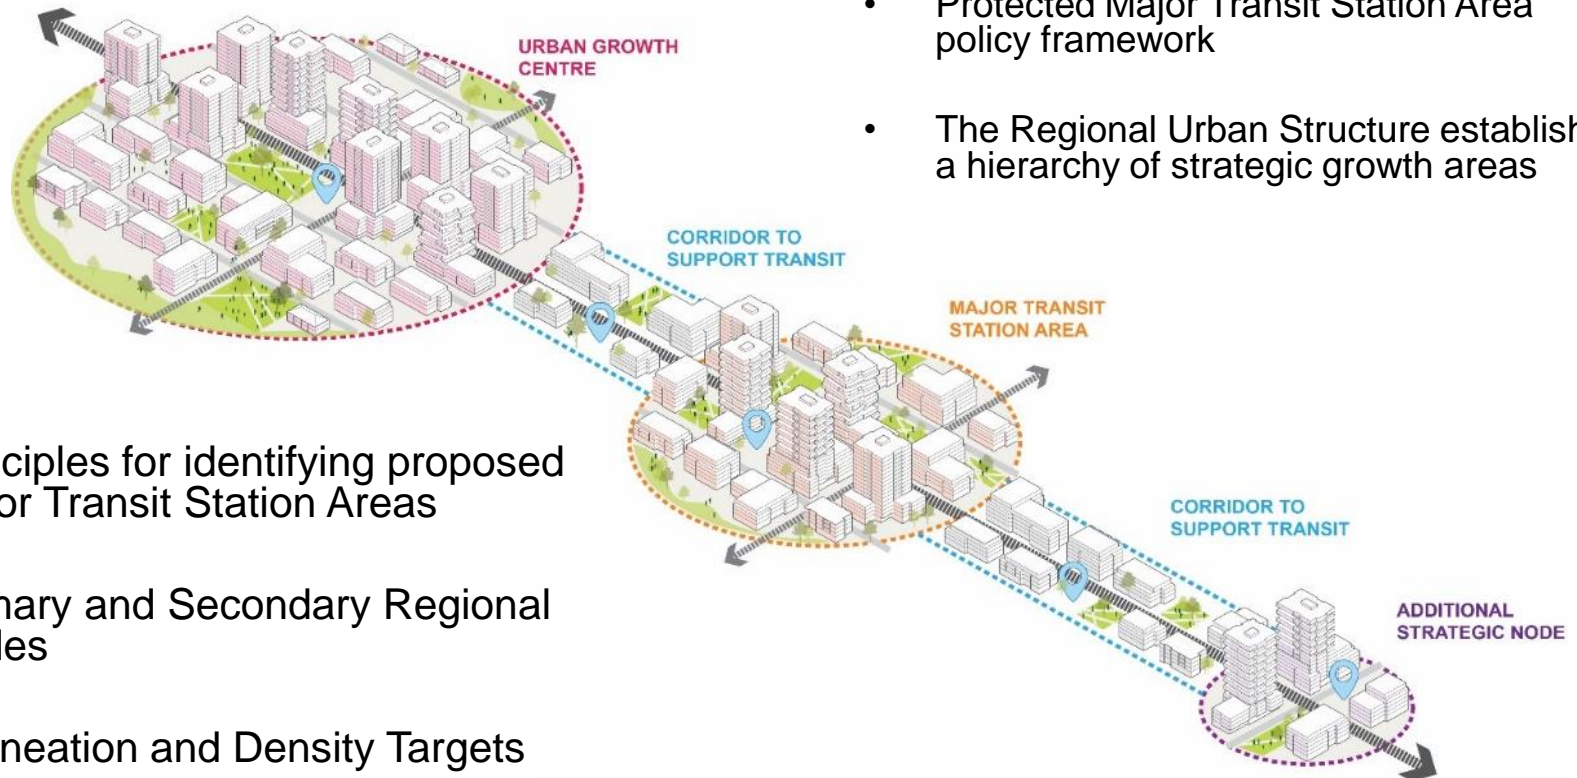 • Protected Major Transit Station Area
policy framework
• The Regional Urban Structure establish
a hierarchy of strategic growth areas
URBAN GROWTH
CENTRE
CORRIDOR TO
SUPPORT TRANSIT
MAJOR TRANSIT
STATION AREA
ciples for identifying proposed
or Transit Station Areas
CORRIDOR TO
SUPPORT TRANSIT
nary and Secondary Regional
les
ADDITIONAL
STRATEGIC NODE
neation and Density Targets